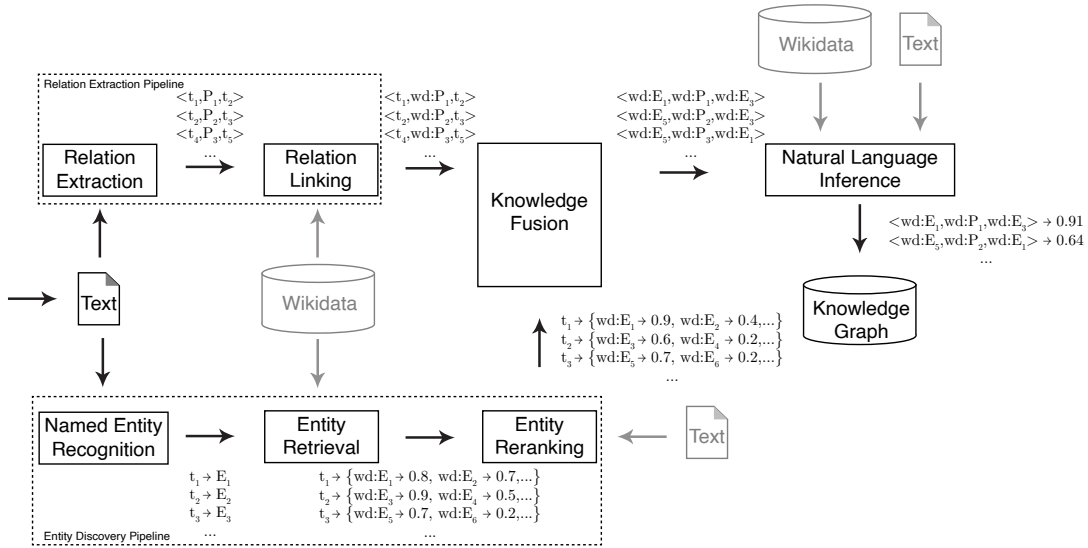 Wikidata
Text
Relation Extraction Pipeline
<t₁,P₁,t₂>
<t₂,P₂,t₃>
<t₄,P₃,t₅>
...
<t₁,wd:P₁,t₂>
<t₂,wd:P₂,t₃>
<t₄,wd:P₃,t₅>
...
<wd:E₁,wd:P₁,wd:E₃>
<wd:E₅,wd:P₂,wd:E₃>
<wd:E₅,wd:P₃,wd:E₁>
...
Relation
Extraction
Relation
Linking
Knowledge
Fusion
Natural Language
Inference
<wd:E₁,wd:P₁,wd:E₃> → 0.91
<wd:E₅,wd:P₂,wd:E₁> → 0.64
...
Text
Wikidata
Knowledge
Graph
t₁ → {wd:E₁ → 0.9, wd:E₂ → 0.4,...}
t₂ → {wd:E₃ → 0.6, wd:E₄ → 0.2,...}
t₃ → {wd:E₅ → 0.7, wd:E₆ → 0.2,...}
...
Named Entity
Recognition
Entity
Retrieval
Entity
Reranking
Text
t₁ → E₁
t₂ → E₂
t₃ → E₃
...
t₁ → {wd:E₁ → 0.8, wd:E₂ → 0.7,...}
t₂ → {wd:E₃ → 0.9, wd:E₄ → 0.5,...}
t₃ → {wd:E₅ → 0.7, wd:E₆ → 0.2,...}
...
Entity Discovery Pipeline